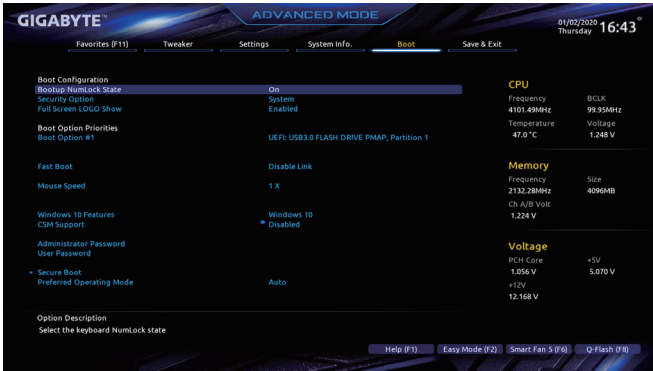 GIGABYTE™
ADVANCED MODE
01/02/2020 Thursday 16:43
Favorites (F11) Tweaker Settings System Info. Boot Save & Exit
Boot Configuration
Bootup NumLock State On
Security Option System
Full Screen LOGO Show Enabled
Boot Option Priorities
Boot Option #1 UEFI: USB3.0 FLASH DRIVE PMAP, Partition 1
Fast Boot Disable Link
Mouse Speed 1 X
Windows 10 Features Windows 10
CSM Support * Disabled
Administrator Password
User Password
Secure Boot
Preferred Operating Mode Auto
Option Description
Select the keyboard NumLock state
CPU
Frequency BCLK
4101.49MHz 99.95MHz
Temperature Voltage
47.0 °C 1.248 V
Memory
Frequency Size
2132.28MHz 4096MB
Ch A/B Volt
1.224 V
Voltage
PCH Core +5V
1.056 V 5.070 V
+12V
12.168 V
Help (F1) Easy Mode (F2) Smart Fan 5 (F6) Q-Flash (F8)